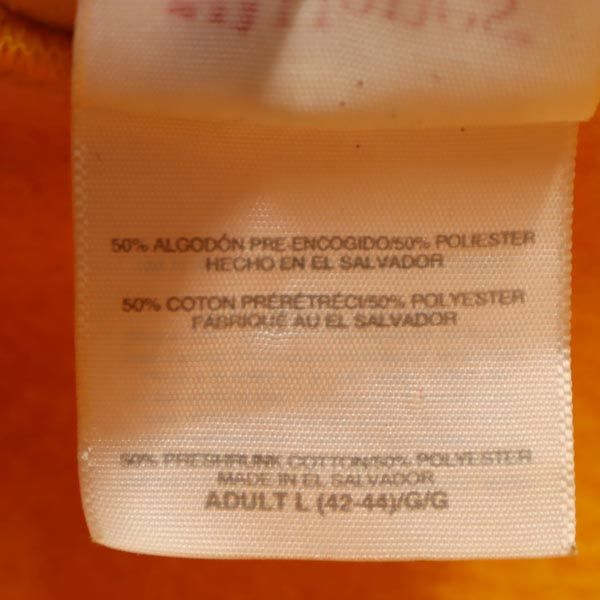 50% ALGODÓN PRE-ENCOGIDO/50% POLIESTER
HECHO EN EL SALVADOR
50% COTON PRÉRÉTRÉCI/50% POLYESTER
FABRIQUÉ AU EL SALVADOR
50% PRESHRUNK COTTON/50% POLYESTER
MADE IN EL SALVADOR
ADULT L (42-44)/G/G